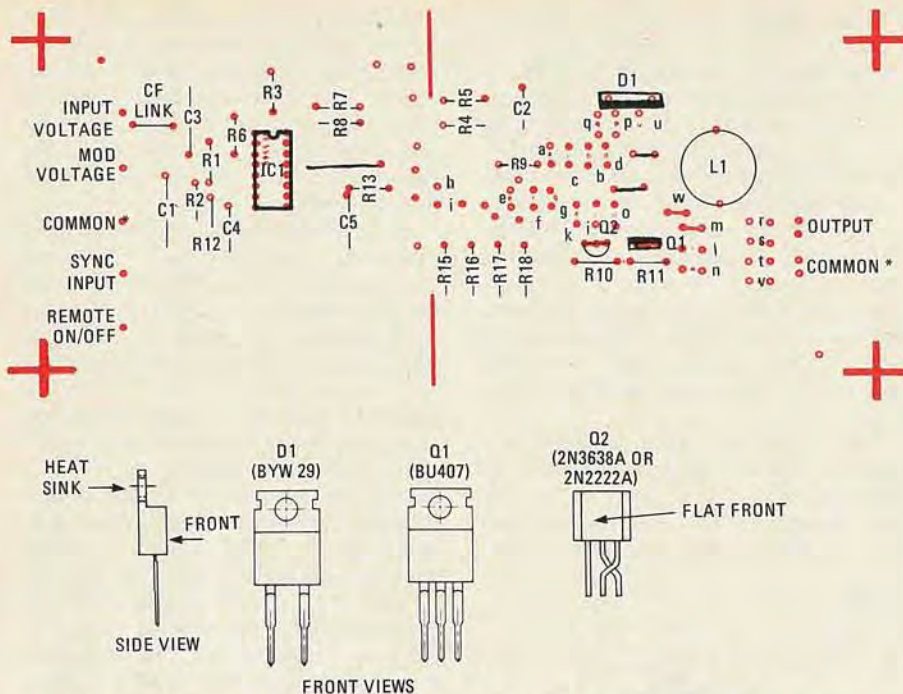 D1
CF
LINK
R3
C3
R7
R8
R5
R4
C2
q
p
u
INPUT
VOLTAGE
R6
R1
IC1
a
R9
c
b
d
L1
MOD
VOLTAGE
R13
h
i
e
f
g
o
w
C1
R2
R12
C4
C5
k
j
Q2
Q1
m
l
n
r
s
t
v
OUTPUT
COMMON *
COMMON*
SYNC
INPUT
R15
R16
R17
R18
R10
R11
REMOTE
ON/OFF
HEAT
SINK
FRONT
SIDE VIEW
D1
(BYW 29)
Q1
(BU407)
Q2
(2N3638A OR
2N2222A)
FLAT FRONT
FRONT VIEWS